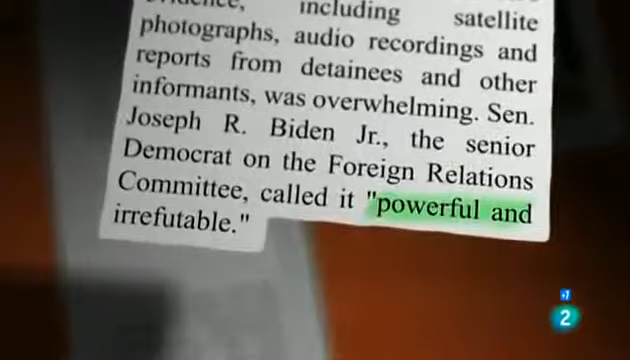 including satellite
photographs, audio recordings and
reports from detainees and other
informants, was overwhelming. Sen.
Joseph R. Biden Jr., the senior
Democrat on the Foreign Relations
Committee, called it "powerful and
irrefutable."
+7
2